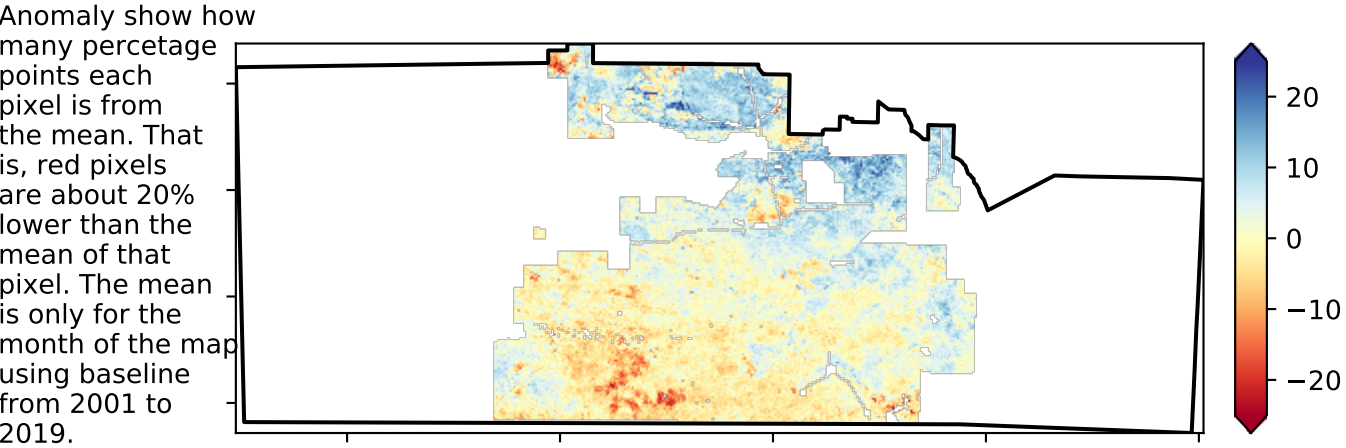 Anomaly show how
many percetage
points each
pixel is from
the mean. That
is, red pixels
are about 20%
lower than the
mean of that
pixel. The mean
is only for the
month of the map
using baseline
from 2001 to
2019.
20
10
0
−10
−20